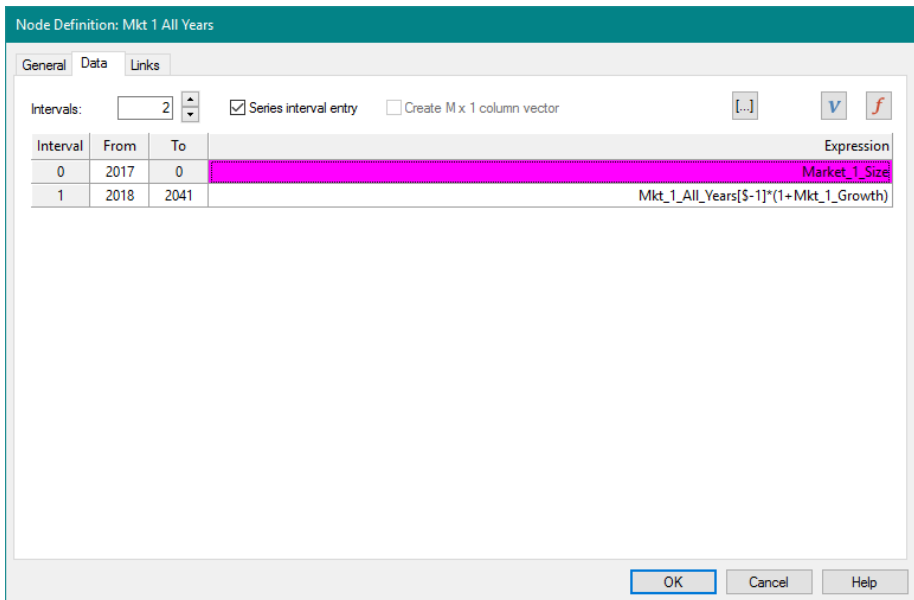 Node Definition: Mkt 1 All Years
General Data Links
Intervals: 2 Series interval entry Create M x 1 column vector [...] V f
Interval From To Expression
0 2017 0 Market_1_Size
1 2018 2041 Mkt_1_All_Years[$-1]*(1+Mkt_1_Growth)
OK Cancel Help